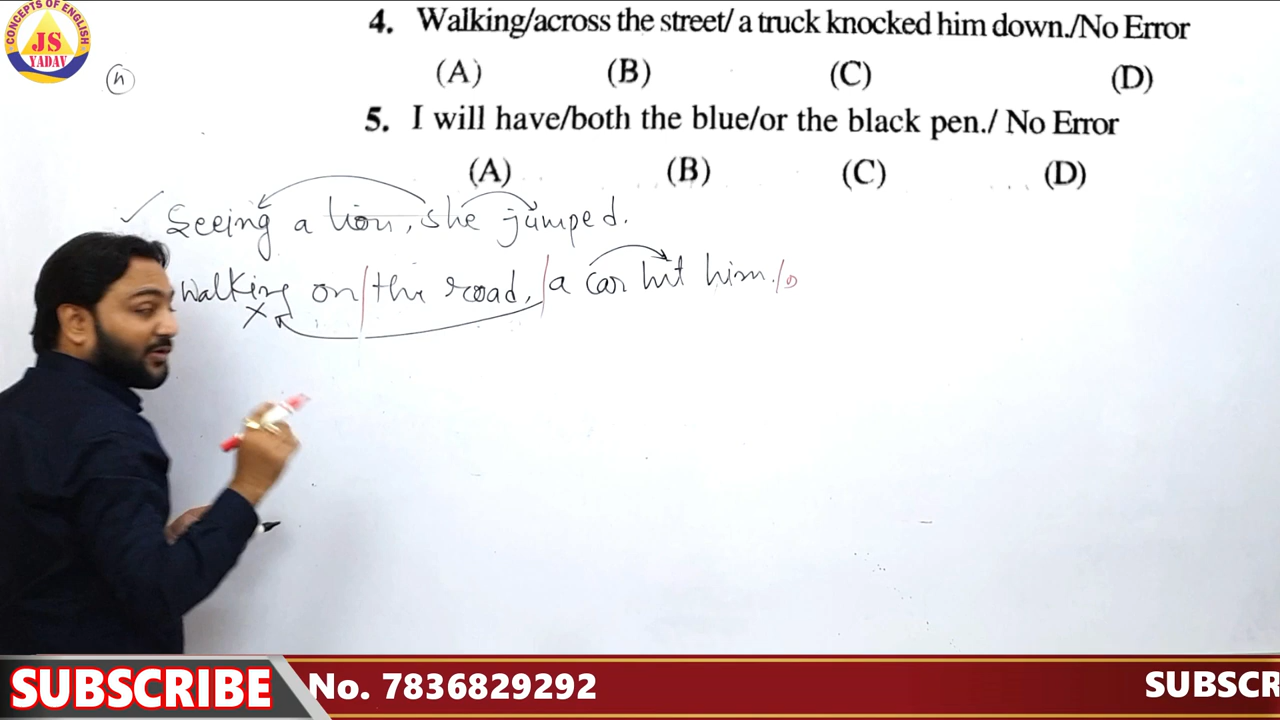 CONCEPTS OF ENGLISH
JS
YADAV
4. Walking/across the street/ a truck knocked him down./No Error
(A) (B) (C) (D)
5. I will have/both the blue/or the black pen./ No Error
(A) (B) (C) (D)
Seeing a lion, she jumped.
Walking on/the road,/a car hit him./
SUBSCRIBE No. 7836829292 SUBSCR